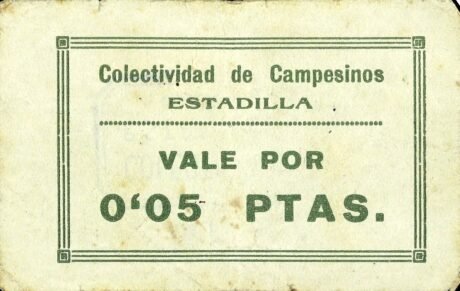 Colectividad de Campesinos
ESTADILLA
VALE POR
0'05 PTAS.